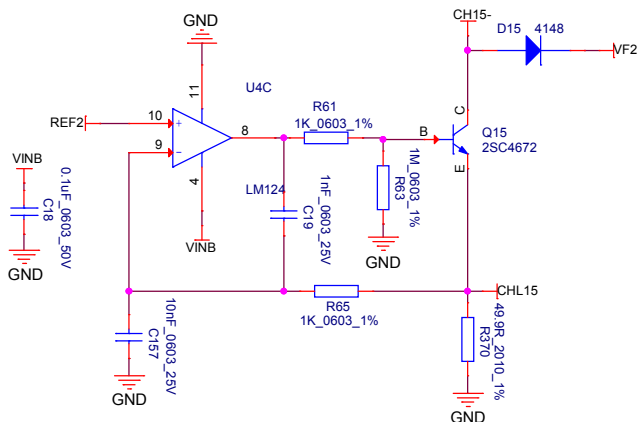 GND
CH15-
D15
4148
VF2
11
U4C
R61
1K_0603_1%
REF2
10
+
8
C
B
Q15
2SC4672
9
-
E
VINB
0.1uF_0603_50V
C18
GND
4
LM124
1nF_0603_25V
C19
1M_0603_1%
R63
VINB
GND
CHL15
R65
1K_0603_1%
10nF_0603_25V
C157
49.9R_2010_1%
R370
GND
GND